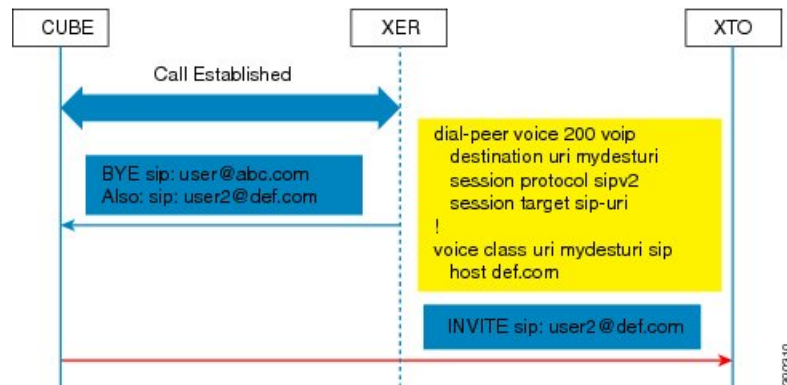 CUBE
XER
XTO
Call Established
BYE sip: user@abc.com
Also: sip: user2@def.com
dial-peer voice 200 voip
destination uri mydesturi
session protocol sipv2
session target sip-uri
!
voice class uri mydesturi sip
host def.com
INVITE sip: user2@def.com